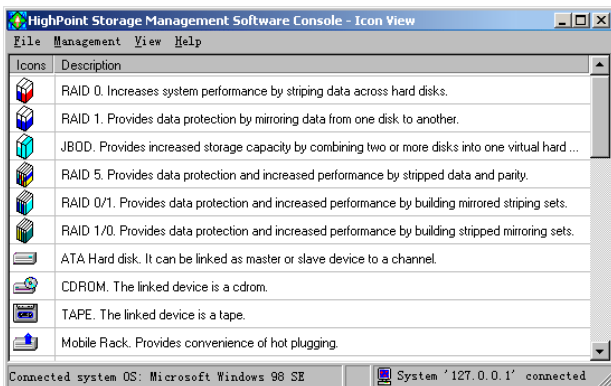 HighPoint Storage Management Software Console - Icon View
File Management View Help
Icons Description
RAID 0. Increases system performance by striping data across hard disks.
RAID 1. Provides data protection by mirroring data from one disk to another.
JBOD. Provides increased storage capacity by combining two or more disks into one virtual hard ...
RAID 5. Provides data protection and increased performance by stripped data and parity.
RAID 0/1. Provides data protection and increased performance by building mirrored striping sets.
RAID 1/0. Provides data protection and increased performance by building stripped mirroring sets.
ATA Hard disk. It can be linked as master or slave device to a channel.
CDROM. The linked device is a cdrom.
TAPE. The linked device is a tape.
Mobile Rack. Provides convenience of hot plugging.
Connected system OS: Microsoft Windows 98 SE System '127.0.0.1' connected